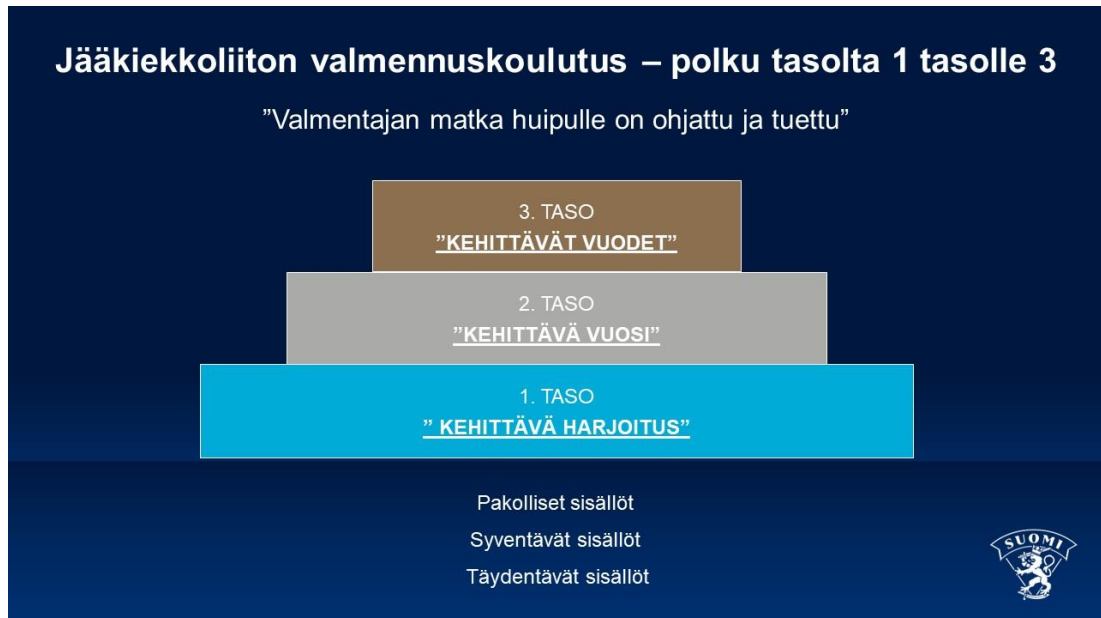 Jääkiekkoliiton valmennuskoulutus – polku tasolta 1 tasolle 3
”Valmentajan matka huipulle on ohjattu ja tuettu”
3. TASO
”KEHITTÄVÄT VUODET”
2. TASO
”KEHITTÄVÄ VUOSI”
1. TASO
” KEHITTÄVÄ HARJOITUS”
Pakolliset sisällöt
Syventävät sisällöt
Täydentävät sisällöt
SUOMI